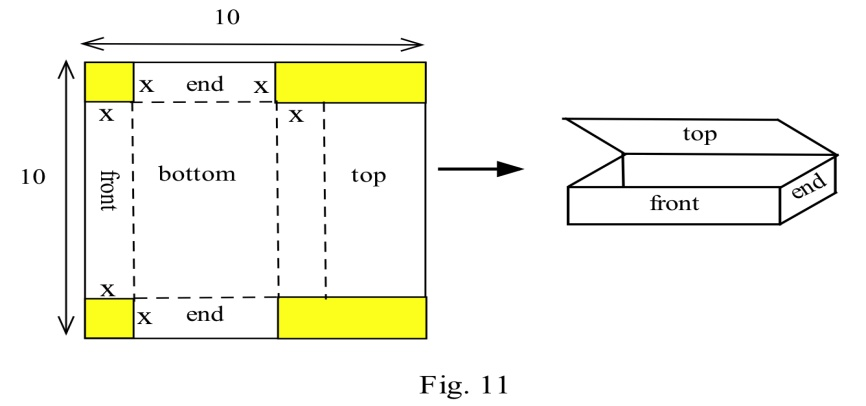 10
x end x
x x
10
front bottom top
x
x end
top
front end
Fig. 11